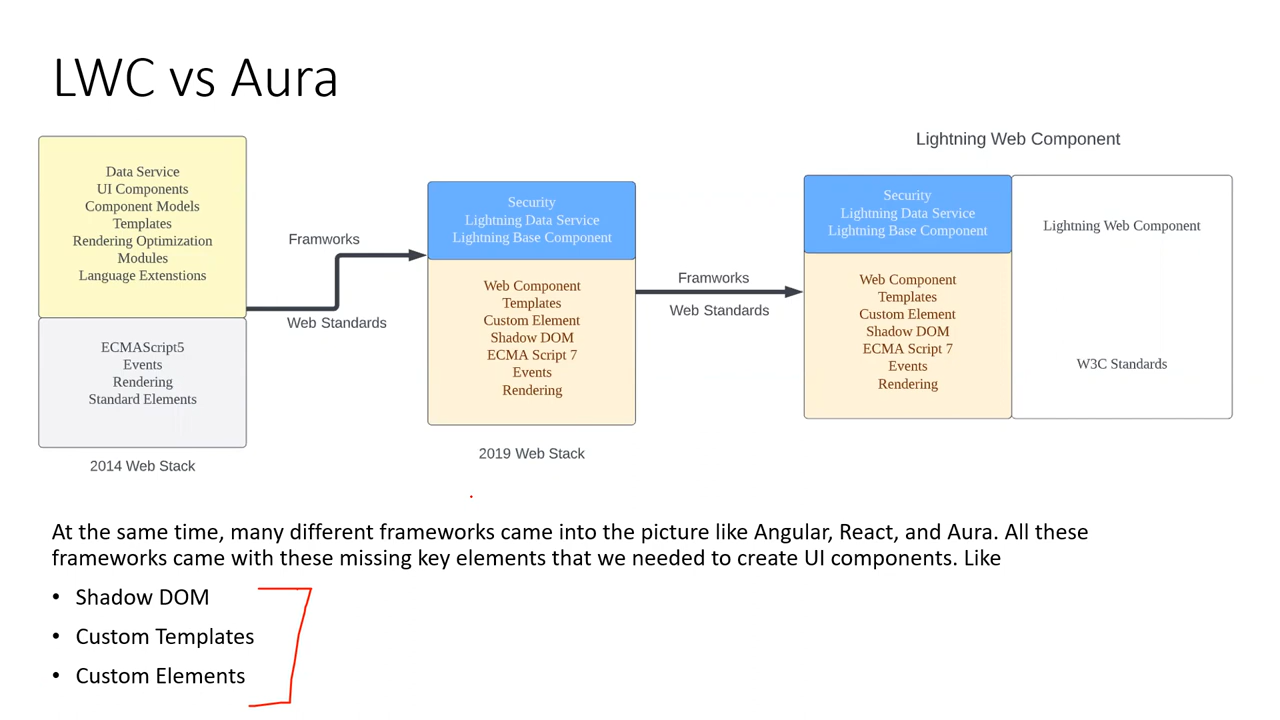 LWC vs Aura
Data Service
UI Components
Component Models
Templates
Rendering Optimization
Modules
Language Extenstions
ECMAScript5
Events
Rendering
Standard Elements
2014 Web Stack
Framworks
Web Standards
Security
Lightning Data Service
Lightning Base Component
Web Component
Templates
Custom Element
Shadow DOM
ECMA Script 7
Events
Rendering
2019 Web Stack
Framworks
Web Standards
Lightning Web Component
Security
Lightning Data Service
Lightning Base Component
Web Component
Templates
Custom Element
Shadow DOM
ECMA Script 7
Events
Rendering
Lightning Web Component
W3C Standards
At the same time, many different frameworks came into the picture like Angular, React, and Aura. All these
frameworks came with these missing key elements that we needed to create UI components. Like
• Shadow DOM
• Custom Templates
• Custom Elements